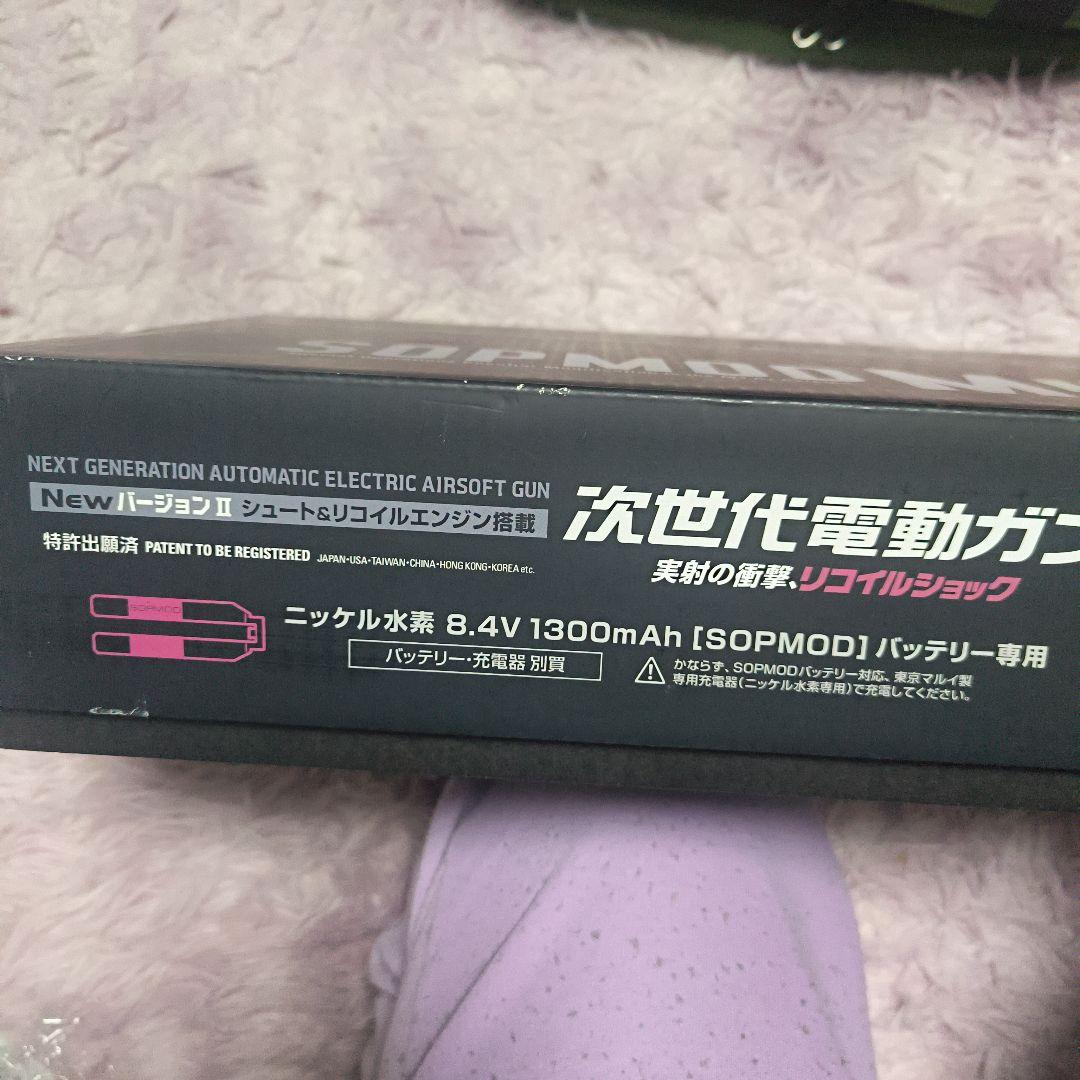 SOPMOD M
NEXT GENERATION AUTOMATIC ELECTRIC AIRSOFT GUN
New バージョンⅡ シュート&リコイルエンジン搭載
次世代電動ガン
特許出願済 PATENT TO BE REGISTERED JAPAN・USA・TAIWAN・CHINA・HONG KONG・KOREA etc.
実射の衝撃、リコイルショック
SOPMOD
ニッケル水素 8.4V 1300mAh [SOPMOD] バッテリー専用
バッテリー・充電器 別買
かならず、SOPMODバッテリー対応、東京マルイ製
専用充電器(ニッケル水素専用)で充電してください。